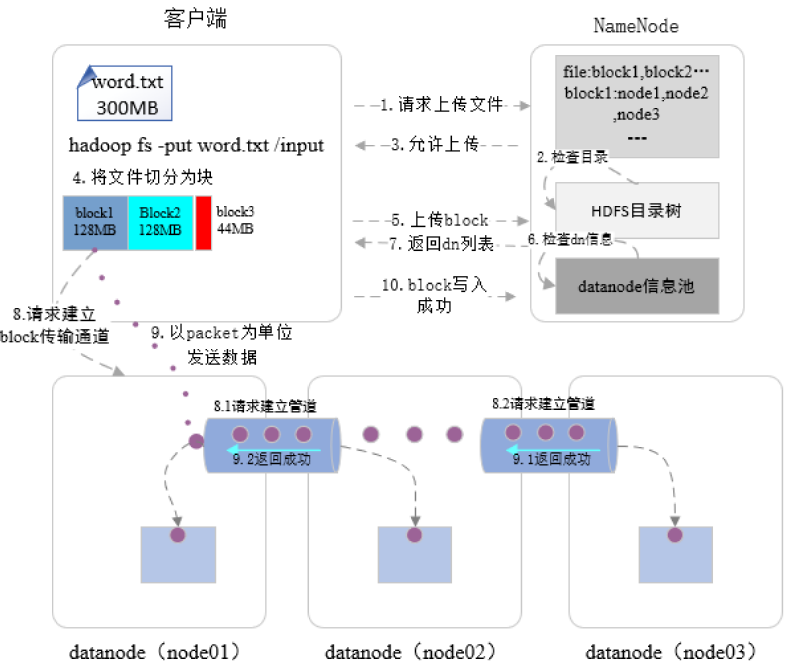 客户端
NameNode
word.txt
300MB
file:block1,block2…
block1:node1,node2
,node3
---
1.请求上传文件
hadoop fs -put word.txt /input
3.允许上传
2.检查目录
4.将文件切分为块
block1
128MB
Block2
128MB
block3
44MB
5.上传block
HDFS目录树
7.返回dn列表
6.检查dn信息
10.block写入
成功
datanode信息池
8.请求建立
block传输通道
9.以packet为单位
发送数据
8.1请求建立管道
8.2请求建立管道
9.2返回成功
9.1返回成功
datanode（node01）
datanode（node02）
datanode（node03）